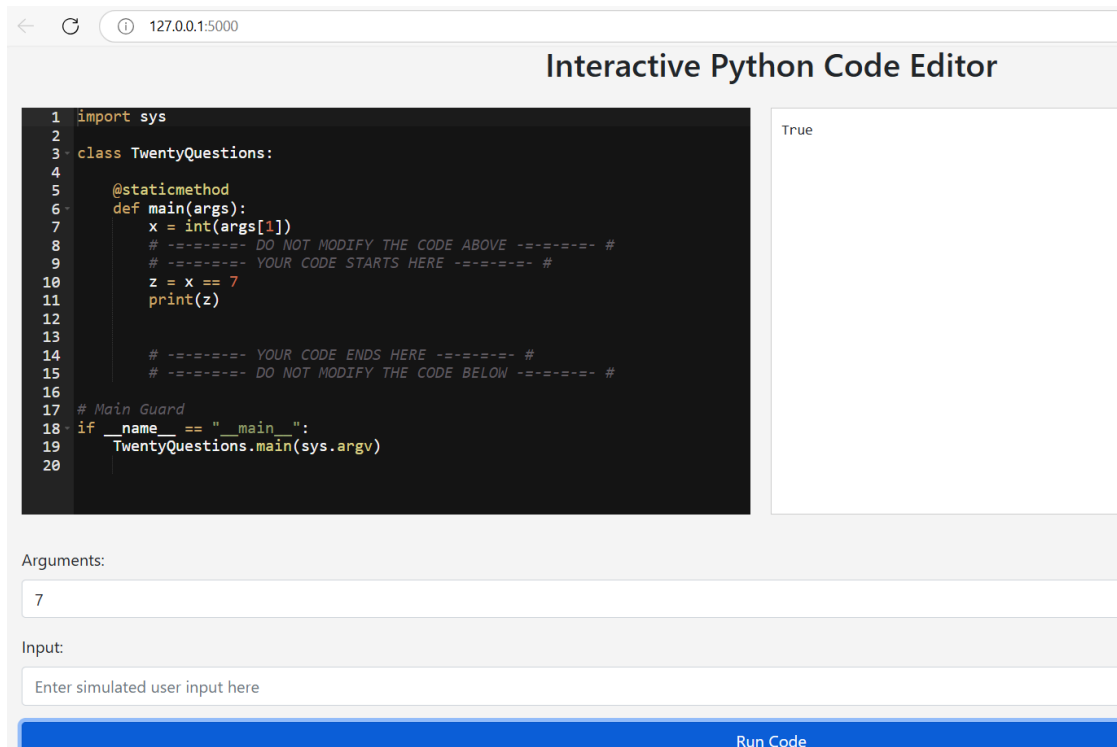 127.0.0.1:5000
Interactive Python Code Editor
1 import sys
2
3 class TwentyQuestions:
4
5     @staticmethod
6     def main(args):
7         x = int(args[1])
8         # -=-=-=-=- DO NOT MODIFY THE CODE ABOVE -=-=-=-=- #
9         # -=-=-=-=- YOUR CODE STARTS HERE -=-=-=-=- #
10         z = x == 7
11         print(z)
12
13
14         # -=-=-=-=- YOUR CODE ENDS HERE -=-=-=-=- #
15         # -=-=-=-=- DO NOT MODIFY THE CODE BELOW -=-=-=-=- #
16
17 # Main Guard
18 if __name__ == "__main__":
19     TwentyQuestions.main(sys.argv)
20
True
Arguments:
7
Input:
Enter simulated user input here
Run Code